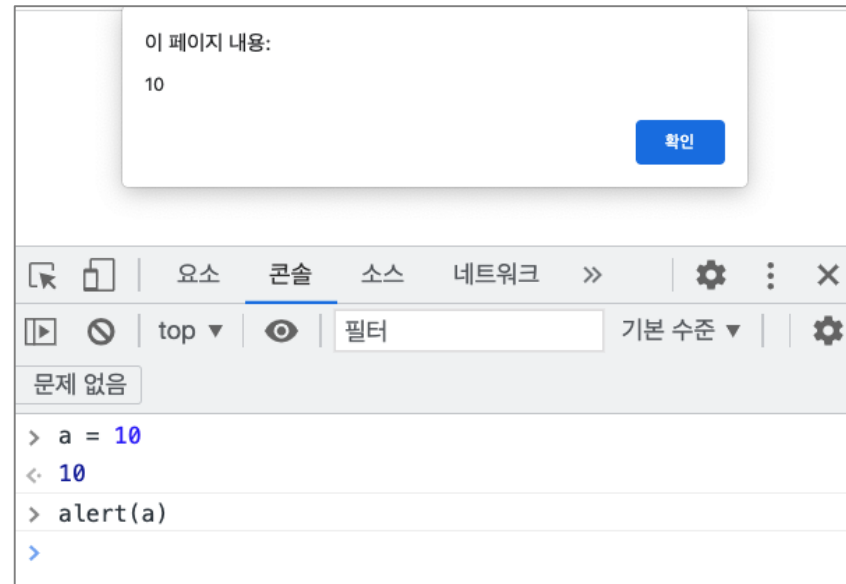 이 페이지 내용:
10
확인
요소 콘솔 소스 네트워크 »
top ▼ 필터 기본 수준 ▼
문제 없음
> a = 10
<· 10
> alert(a)
>